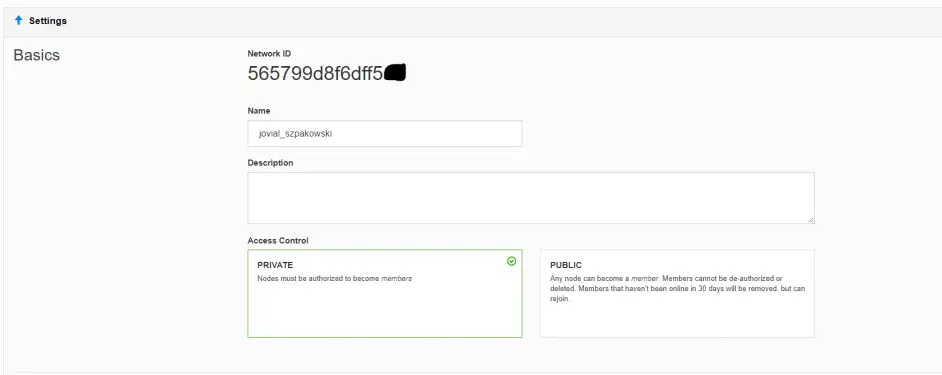 Settings
Basics
Network ID
565799d8f6dff5
Name
jovial_szpakowski
Description
Access Control
PRIVATE
Nodes must be authorized to become members
PUBLIC
Any node can become a member. Members cannot be de-authorized or
deleted. Members that haven't been online in 30 days will be removed, but can
rejoin.